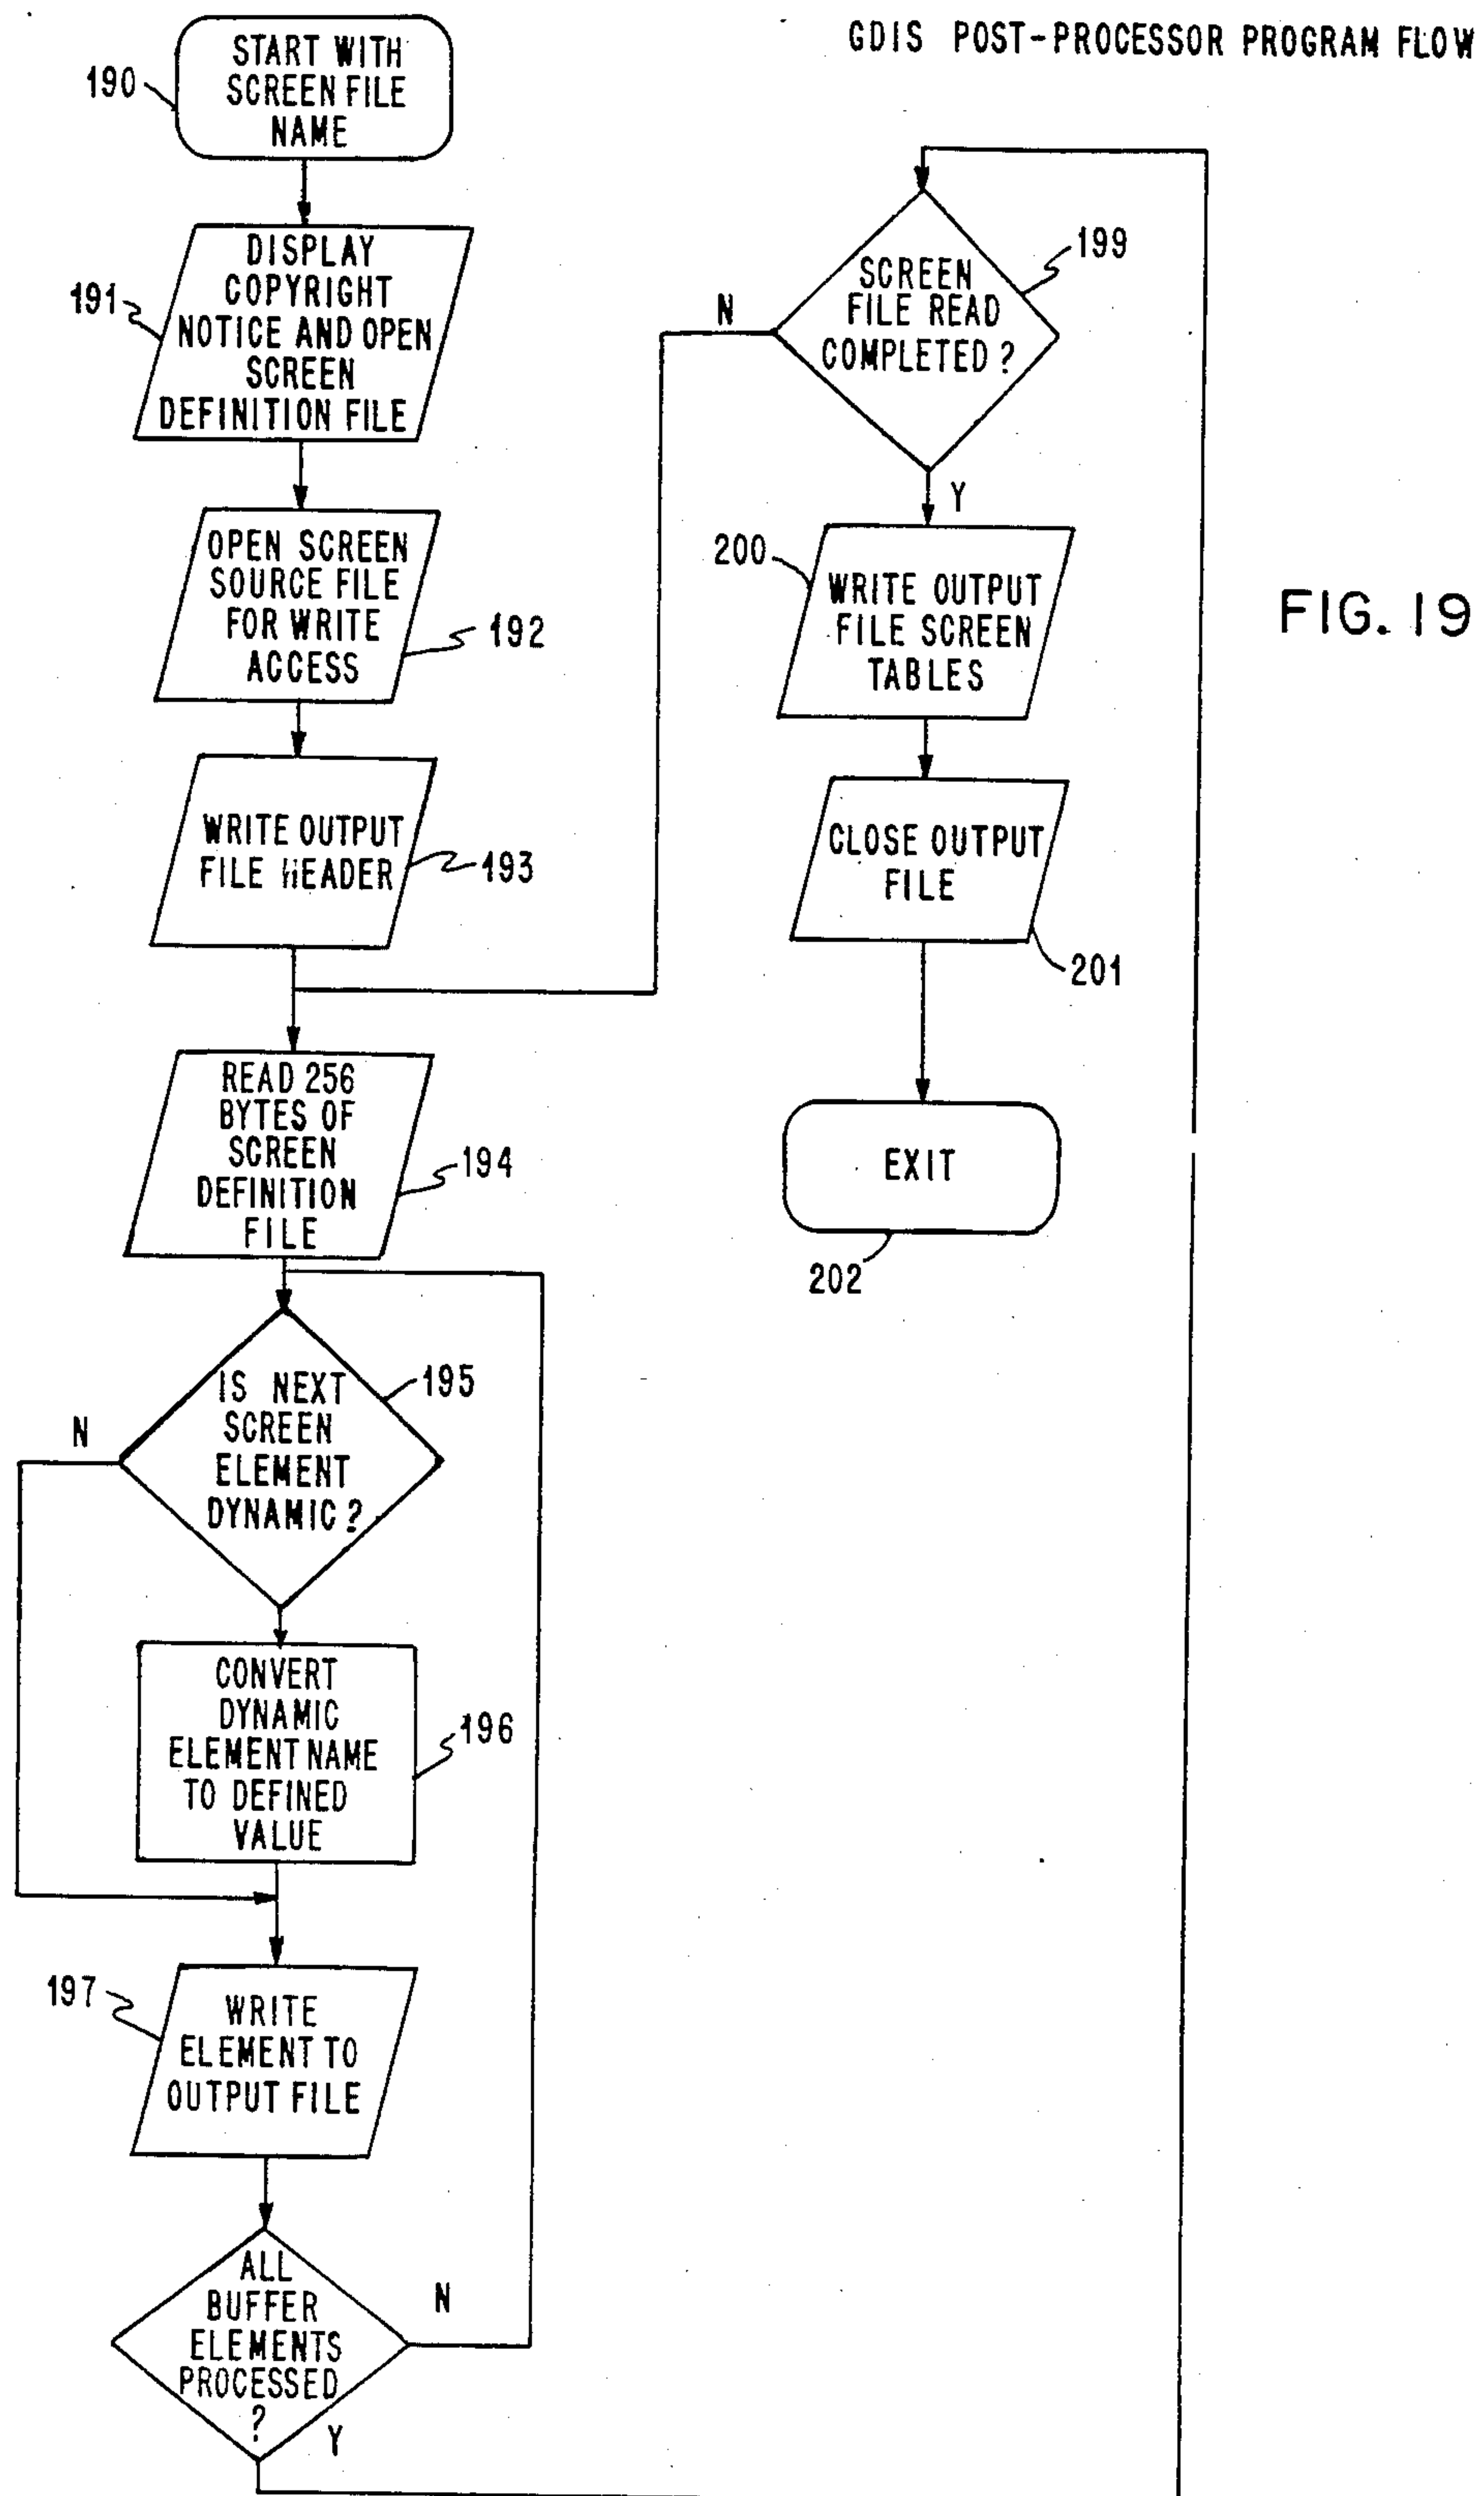 GDIS POST-PROCESSOR PROGRAM FLOW
START WITH
SCREEN FILE
NAME
190
DISPLAY
COPYRIGHT
NOTICE AND OPEN
SCREEN
DEFINITION FILE
191
OPEN SCREEN
SOURCE FILE
FOR WRITE
ACCESS
192
WRITE OUTPUT
FILE HEADER
193
READ 256
BYTES OF
SCREEN
DEFINITION
FILE
194
IS NEXT
SCREEN
ELEMENT
DYNAMIC?
195
N
CONVERT
DYNAMIC
ELEMENT NAME
TO DEFINED
VALUE
196
WRITE
ELEMENT TO
OUTPUT FILE
197
ALL
BUFFER
ELEMENTS
PROCESSED
?
N
Y
SCREEN
FILE READ
COMPLETED?
199
N
Y
WRITE OUTPUT
FILE SCREEN
TABLES
200
CLOSE OUTPUT
FILE
201
EXIT
202
FIG. 19